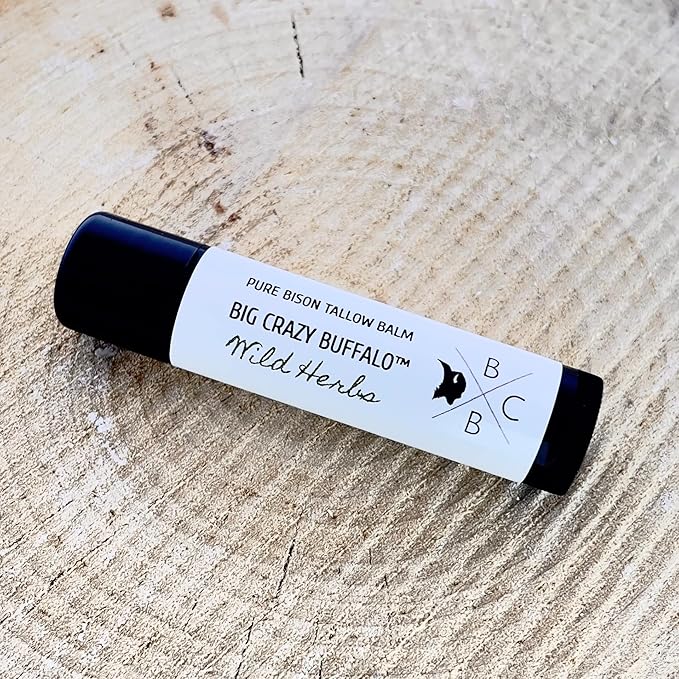 PURE BISON TALLOW BALM
BIG CRAZY BUFFALO™
Wild Herbs
B
C
B